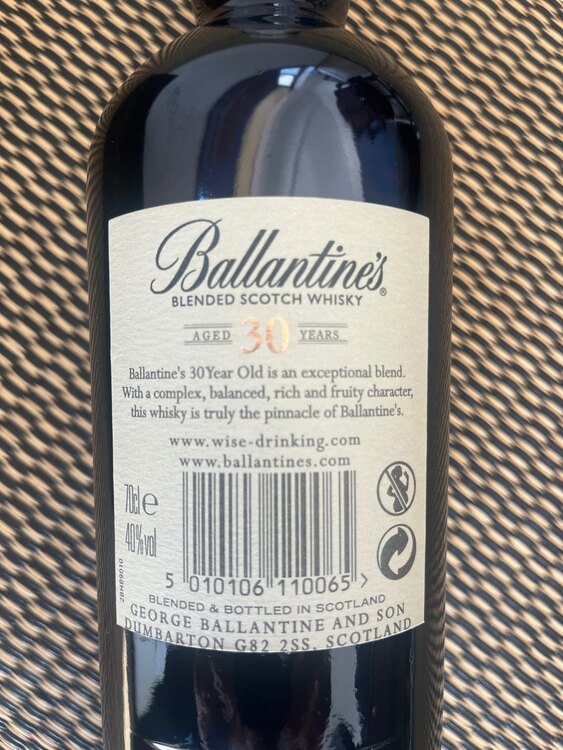 Ballantine's®
BLENDED SCOTCH WHISKY
AGED 30 YEARS
Ballantine's 30Year Old is an exceptional blend.
With a complex, balanced, rich and fruity character,
this whisky is truly the pinnacle of Ballantine's.
www.wise-drinking.com
www.ballantines.com
70cl e
40%vol
2BHB9010
5 010106 110065 >
BLENDED & BOTTLED IN SCOTLAND
GEORGE BALLANTINE AND SON
DUMBARTON G82 2SS, SCOTLAND